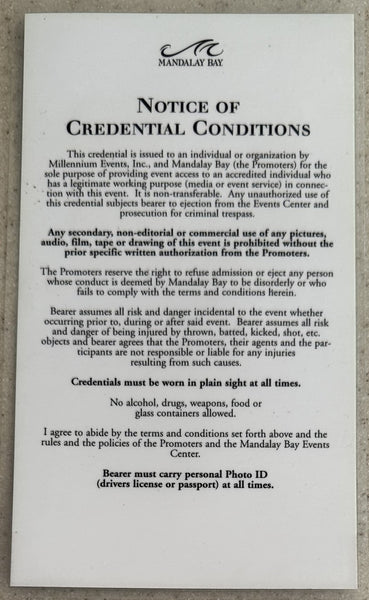 MANDALAY BAY
NOTICE OF
CREDENTIAL CONDITIONS
This credential is issued to an individual or organization by
Millennium Events, Inc., and Mandalay Bay (the Promoters) for the
sole purpose of providing event access to an accredited individual who
has a legitimate working purpose (media or event service) in connec-
tion with this event. It is non-transferable. Any unauthorized use of
this credential subjects bearer to ejection from the Events Center and
prosecution for criminal trespass.
Any secondary, non-editorial or commercial use of any pictures,
audio, film, tape or drawing of this event is prohibited without the
prior specific written authorization from the Promoters.
The Promoters reserve the right to refuse admission or eject any person
whose conduct is deemed by Mandalay Bay to be disorderly or who
fails to comply with the terms and conditions herein.
Bearer assumes all risk and danger incidental to the event whether
occurring prior to, during or after said event. Bearer assumes all risk
and danger of being injured by thrown, batted, kicked, shot, etc.
objects and bearer agrees that the Promoters, their agents and the par-
ticipants are not responsible or liable for any injuries
resulting from such causes.
Credentials must be worn in plain sight at all times.
No alcohol, drugs, weapons, food or
glass containers allowed.
I agree to abide by the terms and conditions set forth above and the
rules and the policies of the Promoters and the Mandalay Bay Events
Center.
Bearer must carry personal Photo ID
(drivers license or passport) at all times.